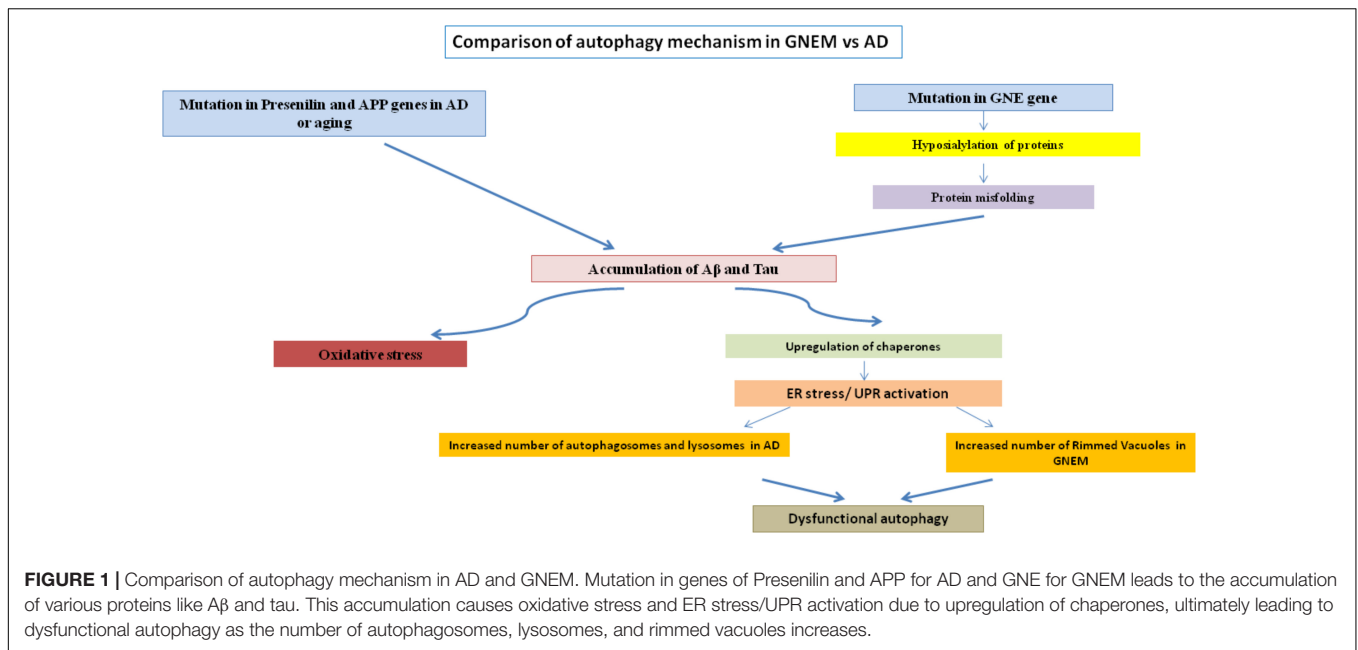 Comparison of autophagy mechanism in GNEM vs AD
Mutation in Presenilin and APP genes in AD
or aging
Mutation in GNE gene
Hyposialylation of proteins
Protein misfolding
Accumulation of Aβ and Tau
Oxidative stress
Upregulation of chaperones
ER stress/ UPR activation
Increased number of autophagosomes and lysosomes in AD
Increased number of Rimmed Vacuoles in
GNEM
Dysfunctional autophagy
FIGURE 1 | Comparison of autophagy mechanism in AD and GNEM. Mutation in genes of Presenilin and APP for AD and GNE for GNEM leads to the accumulation
of various proteins like Aβ and tau. This accumulation causes oxidative stress and ER stress/UPR activation due to upregulation of chaperones, ultimately leading to
dysfunctional autophagy as the number of autophagosomes, lysosomes, and rimmed vacuoles increases.